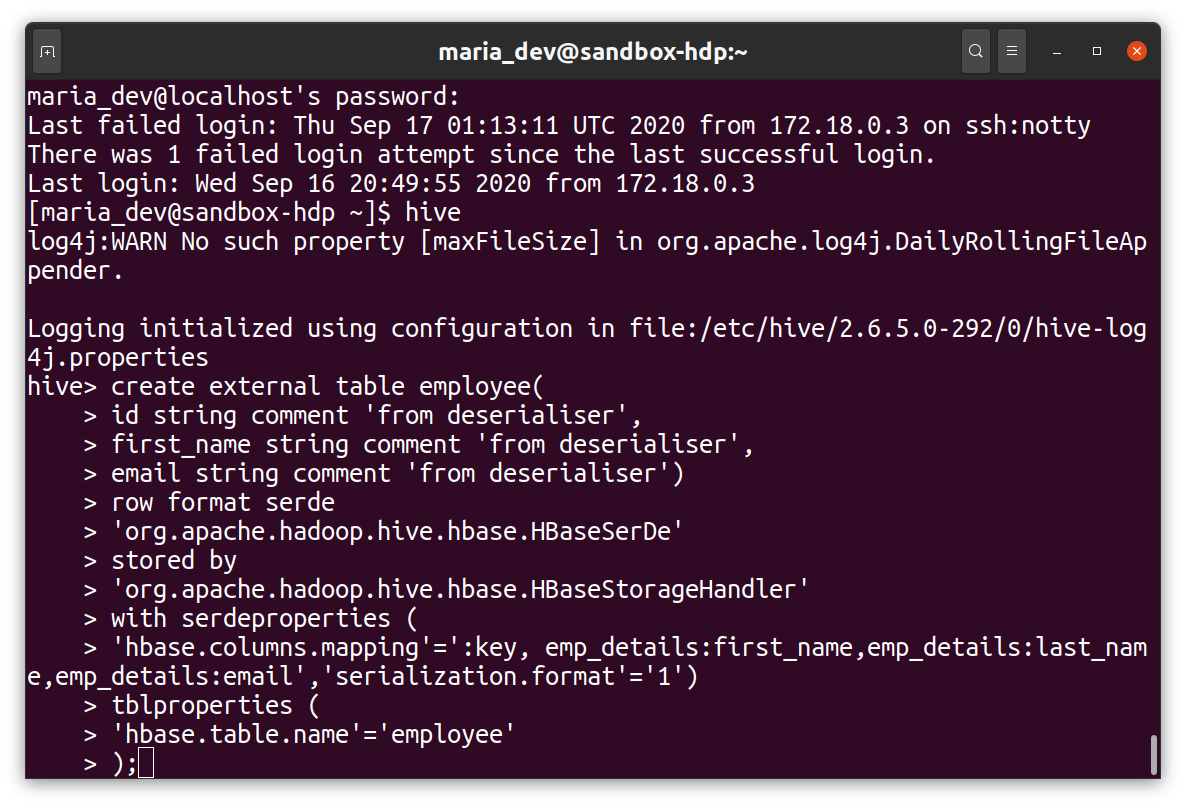 maria_dev@sandbox-hdp:~
maria_dev@localhost's password:
Last failed login: Thu Sep 17 01:13:11 UTC 2020 from 172.18.0.3 on ssh:notty
There was 1 failed login attempt since the last successful login.
Last login: Wed Sep 16 20:49:55 2020 from 172.18.0.3
[maria_dev@sandbox-hdp ~]$ hive
log4j:WARN No such property [maxFileSize] in org.apache.log4j.DailyRollingFileAp
pender.

Logging initialized using configuration in file:/etc/hive/2.6.5.0-292/0/hive-log
4j.properties
hive> create external table employee(
    > id string comment 'from deserialiser',
    > first_name string comment 'from deserialiser',
    > email string comment 'from deserialiser')
    > row format serde
    > 'org.apache.hadoop.hive.hbase.HBaseSerDe'
    > stored by
    > 'org.apache.hadoop.hive.hbase.HBaseStorageHandler'
    > with serdeproperties (
    > 'hbase.columns.mapping'=':key, emp_details:first_name,emp_details:last_nam
e,emp_details:email','serialization.format'='1')
    > tblproperties (
    > 'hbase.table.name'='employee'
    > );